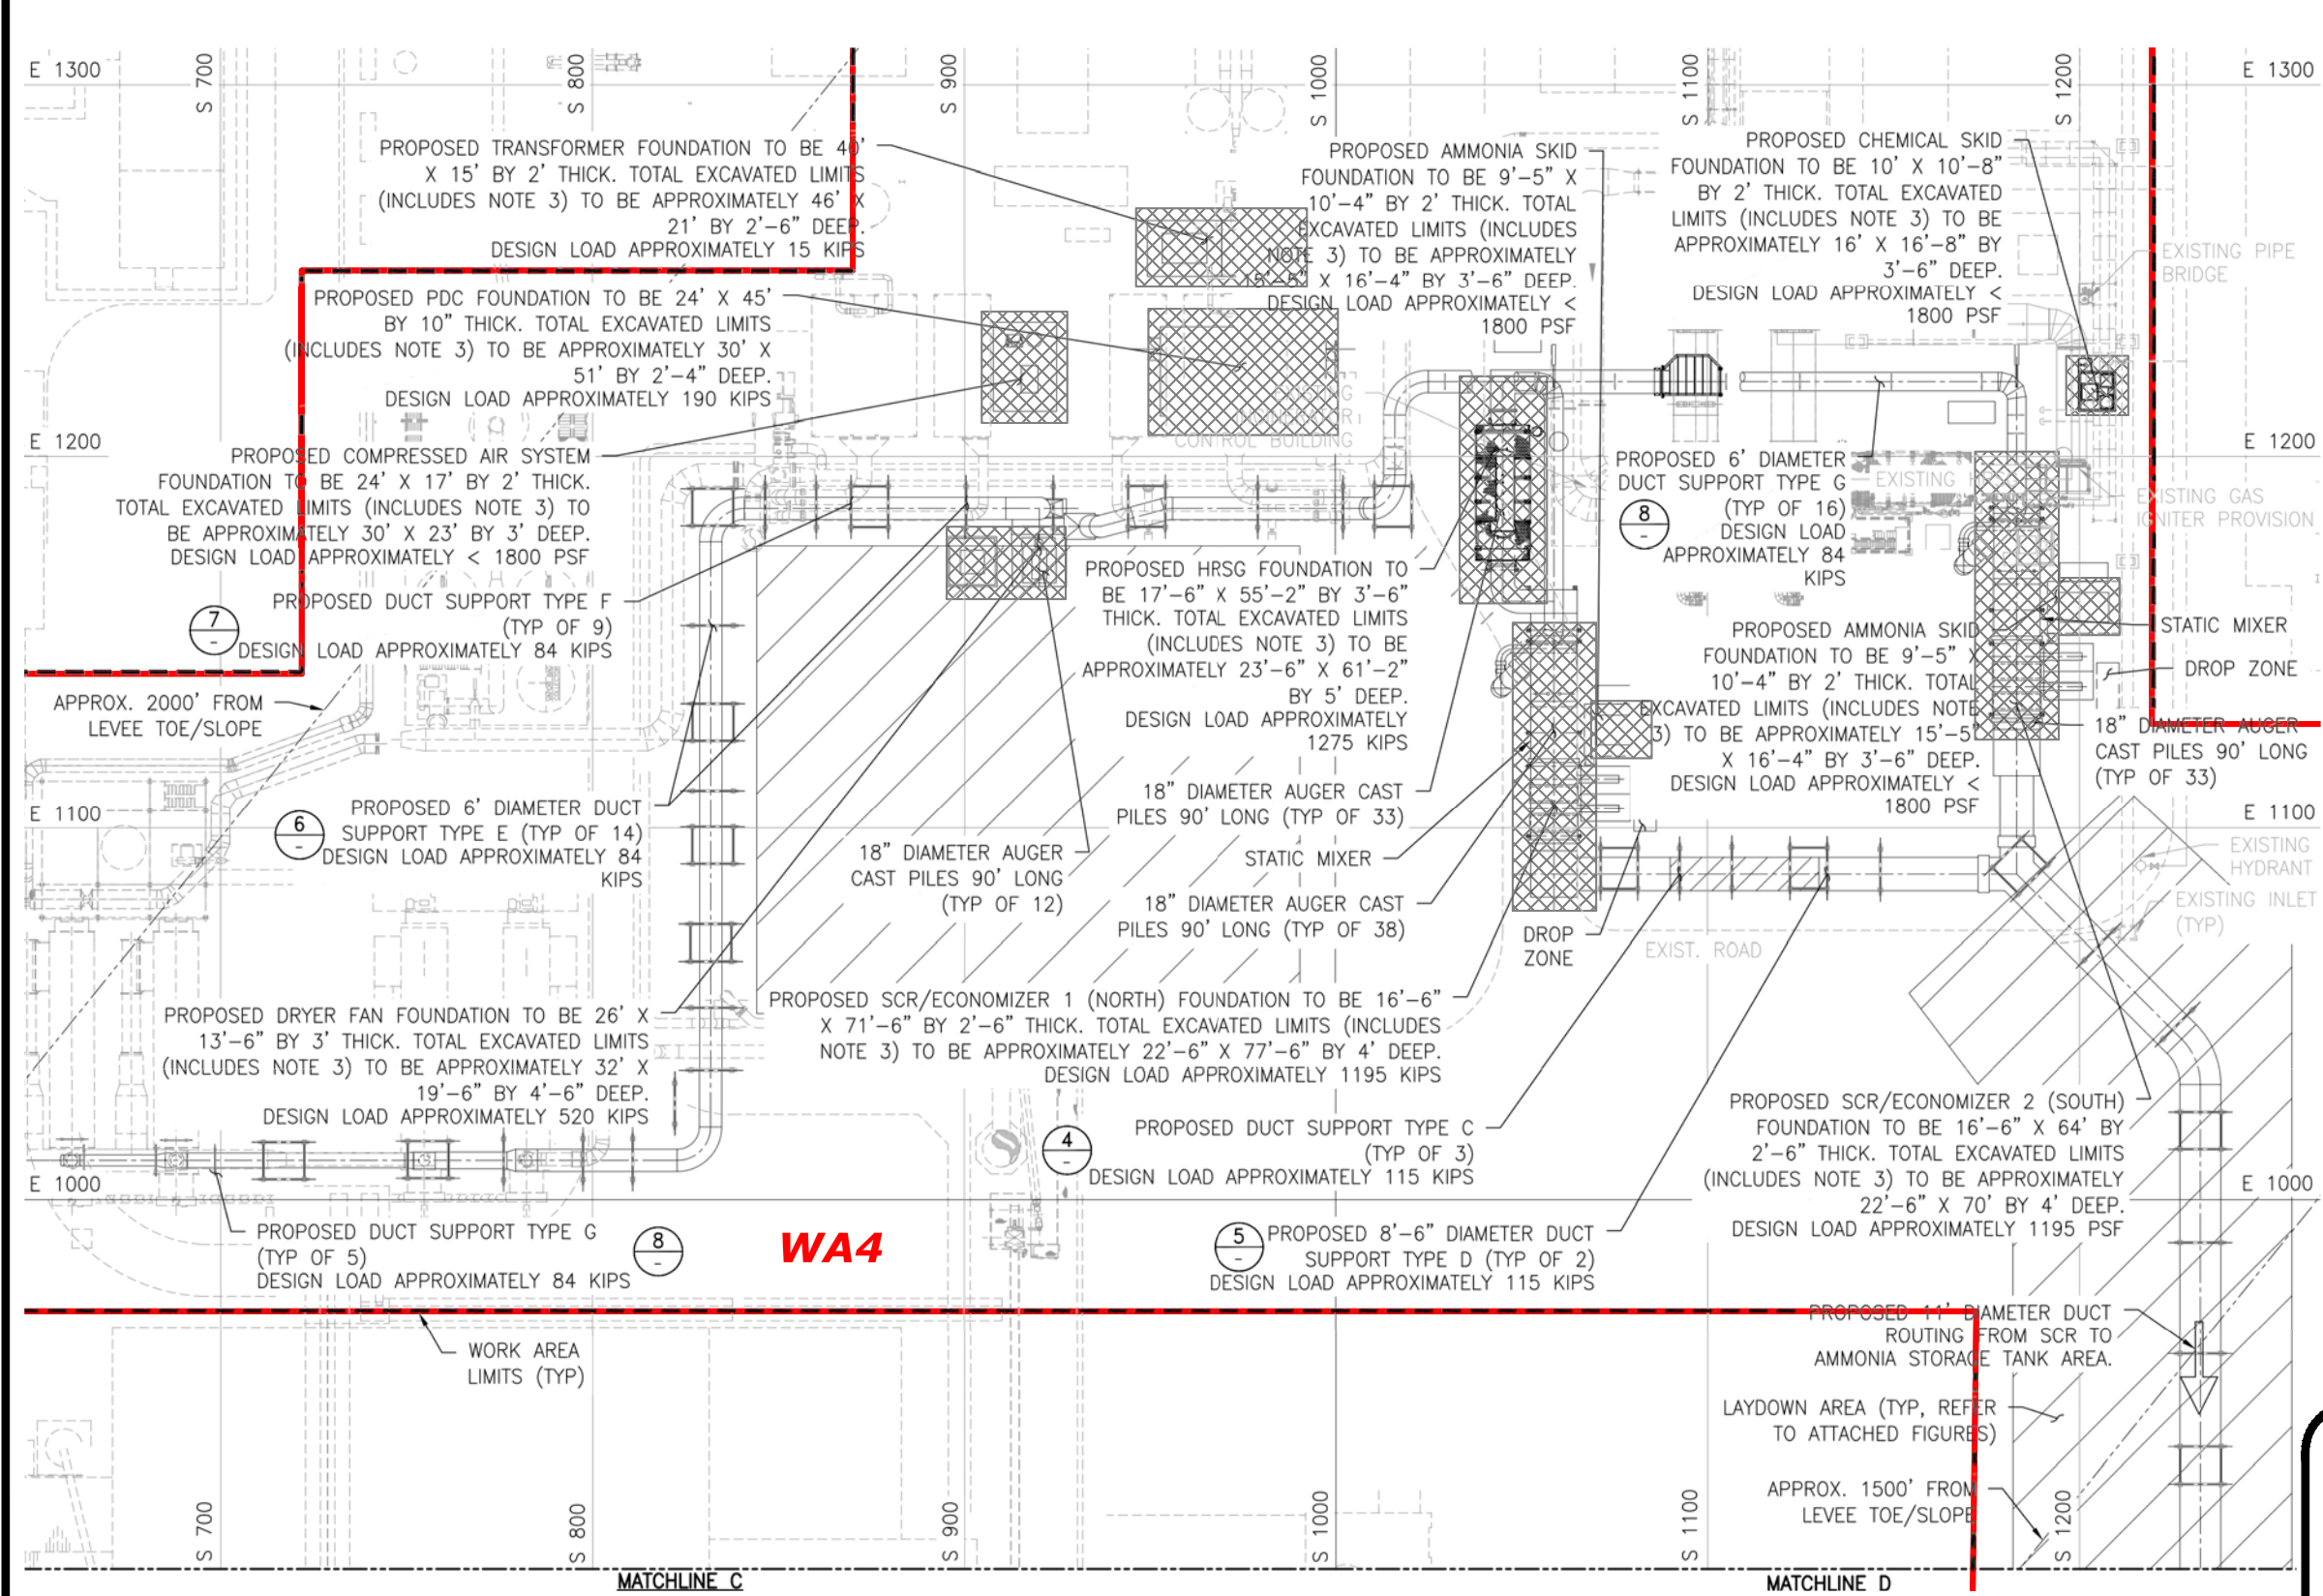 E 1300
S 700
S 800
S 900
S 1000
S 1100
S 1200
E 1300
PROPOSED TRANSFORMER FOUNDATION TO BE 40'
X 15' BY 2' THICK. TOTAL EXCAVATED LIMITS
(INCLUDES NOTE 3) TO BE APPROXIMATELY 46' X
21' BY 2'-6" DEEP.
DESIGN LOAD APPROXIMATELY 15 KIPS
PROPOSED AMMONIA SKID
FOUNDATION TO BE 9'-5" X
10'-4" BY 2' THICK. TOTAL
EXCAVATED LIMITS (INCLUDES
NOTE 3) TO BE APPROXIMATELY
15'-5" X 16'-4" BY 3'-6" DEEP.
DESIGN LOAD APPROXIMATELY <
1800 PSF
PROPOSED CHEMICAL SKID
FOUNDATION TO BE 10' X 10'-8"
BY 2' THICK. TOTAL EXCAVATED
LIMITS (INCLUDES NOTE 3) TO BE
APPROXIMATELY 16' X 16'-8" BY
3'-6" DEEP.
DESIGN LOAD APPROXIMATELY <
1800 PSF
EXISTING PIPE
BRIDGE
PROPOSED PDC FOUNDATION TO BE 24' X 45'
BY 10" THICK. TOTAL EXCAVATED LIMITS
(INCLUDES NOTE 3) TO BE APPROXIMATELY 30' X
51' BY 2'-4" DEEP.
DESIGN LOAD APPROXIMATELY 190 KIPS
EXISTING
INCINERATOR
CONTROL BUILDING
E 1200
E 1200
PROPOSED COMPRESSED AIR SYSTEM
FOUNDATION TO BE 24' X 17' BY 2' THICK.
TOTAL EXCAVATED LIMITS (INCLUDES NOTE 3) TO
BE APPROXIMATELY 30' X 23' BY 3' DEEP.
DESIGN LOAD APPROXIMATELY < 1800 PSF
PROPOSED 6' DIAMETER
DUCT SUPPORT TYPE G
(TYP OF 16)
DESIGN LOAD
APPROXIMATELY 84
KIPS
8
-
EXISTING
EXISTING GAS
IGNITER PROVISION
PROPOSED DUCT SUPPORT TYPE F
(TYP OF 9)
DESIGN LOAD APPROXIMATELY 84 KIPS
7
-
PROPOSED HRSG FOUNDATION TO
BE 17'-6" X 55'-2" BY 3'-6"
THICK. TOTAL EXCAVATED LIMITS
(INCLUDES NOTE 3) TO BE
APPROXIMATELY 23'-6" X 61'-2"
BY 5' DEEP.
DESIGN LOAD APPROXIMATELY
1275 KIPS
PROPOSED AMMONIA SKID
FOUNDATION TO BE 9'-5" X
10'-4" BY 2' THICK. TOTAL
EXCAVATED LIMITS (INCLUDES NOTE
3) TO BE APPROXIMATELY 15'-5"
X 16'-4" BY 3'-6" DEEP.
DESIGN LOAD APPROXIMATELY <
1800 PSF
STATIC MIXER
DROP ZONE
18" DIAMETER AUGER
CAST PILES 90' LONG
(TYP OF 33)
APPROX. 2000' FROM
LEVEE TOE/SLOPE
E 1100
E 1100
PROPOSED 6' DIAMETER DUCT
SUPPORT TYPE E (TYP OF 14)
DESIGN LOAD APPROXIMATELY 84
KIPS
6
-
18" DIAMETER AUGER
CAST PILES 90' LONG
(TYP OF 12)
18" DIAMETER AUGER CAST
PILES 90' LONG (TYP OF 33)
STATIC MIXER
18" DIAMETER AUGER CAST
PILES 90' LONG (TYP OF 38)
DROP
ZONE
EXIST. ROAD
EXISTING
HYDRANT
EXISTING INLET
(TYP)
PROPOSED DRYER FAN FOUNDATION TO BE 26' X
13'-6" BY 3' THICK. TOTAL EXCAVATED LIMITS
(INCLUDES NOTE 3) TO BE APPROXIMATELY 32' X
19'-6" BY 4'-6" DEEP.
DESIGN LOAD APPROXIMATELY 520 KIPS
PROPOSED SCR/ECONOMIZER 1 (NORTH) FOUNDATION TO BE 16'-6"
X 71'-6" BY 2'-6" THICK. TOTAL EXCAVATED LIMITS (INCLUDES
NOTE 3) TO BE APPROXIMATELY 22'-6" X 77'-6" BY 4' DEEP.
DESIGN LOAD APPROXIMATELY 1195 KIPS
PROPOSED DUCT SUPPORT TYPE C
(TYP OF 3)
DESIGN LOAD APPROXIMATELY 115 KIPS
4
-
PROPOSED SCR/ECONOMIZER 2 (SOUTH)
FOUNDATION TO BE 16'-6" X 64' BY
2'-6" THICK. TOTAL EXCAVATED LIMITS
(INCLUDES NOTE 3) TO BE APPROXIMATELY
22'-6" X 70' BY 4' DEEP.
DESIGN LOAD APPROXIMATELY 1195 PSF
E 1000
E 1000
PROPOSED DUCT SUPPORT TYPE G
(TYP OF 5)
DESIGN LOAD APPROXIMATELY 84 KIPS
8
-
WA4
5
-
PROPOSED 8'-6" DIAMETER DUCT
SUPPORT TYPE D (TYP OF 2)
DESIGN LOAD APPROXIMATELY 115 KIPS
WORK AREA
LIMITS (TYP)
PROPOSED 11' DIAMETER DUCT
ROUTING FROM SCR TO
AMMONIA STORAGE TANK AREA.
LAYDOWN AREA (TYP, REFER
TO ATTACHED FIGURES)
APPROX. 1500' FROM
LEVEE TOE/SLOPE
S 700
S 800
S 900
S 1000
S 1100
S 1200
MATCHLINE C
MATCHLINE D